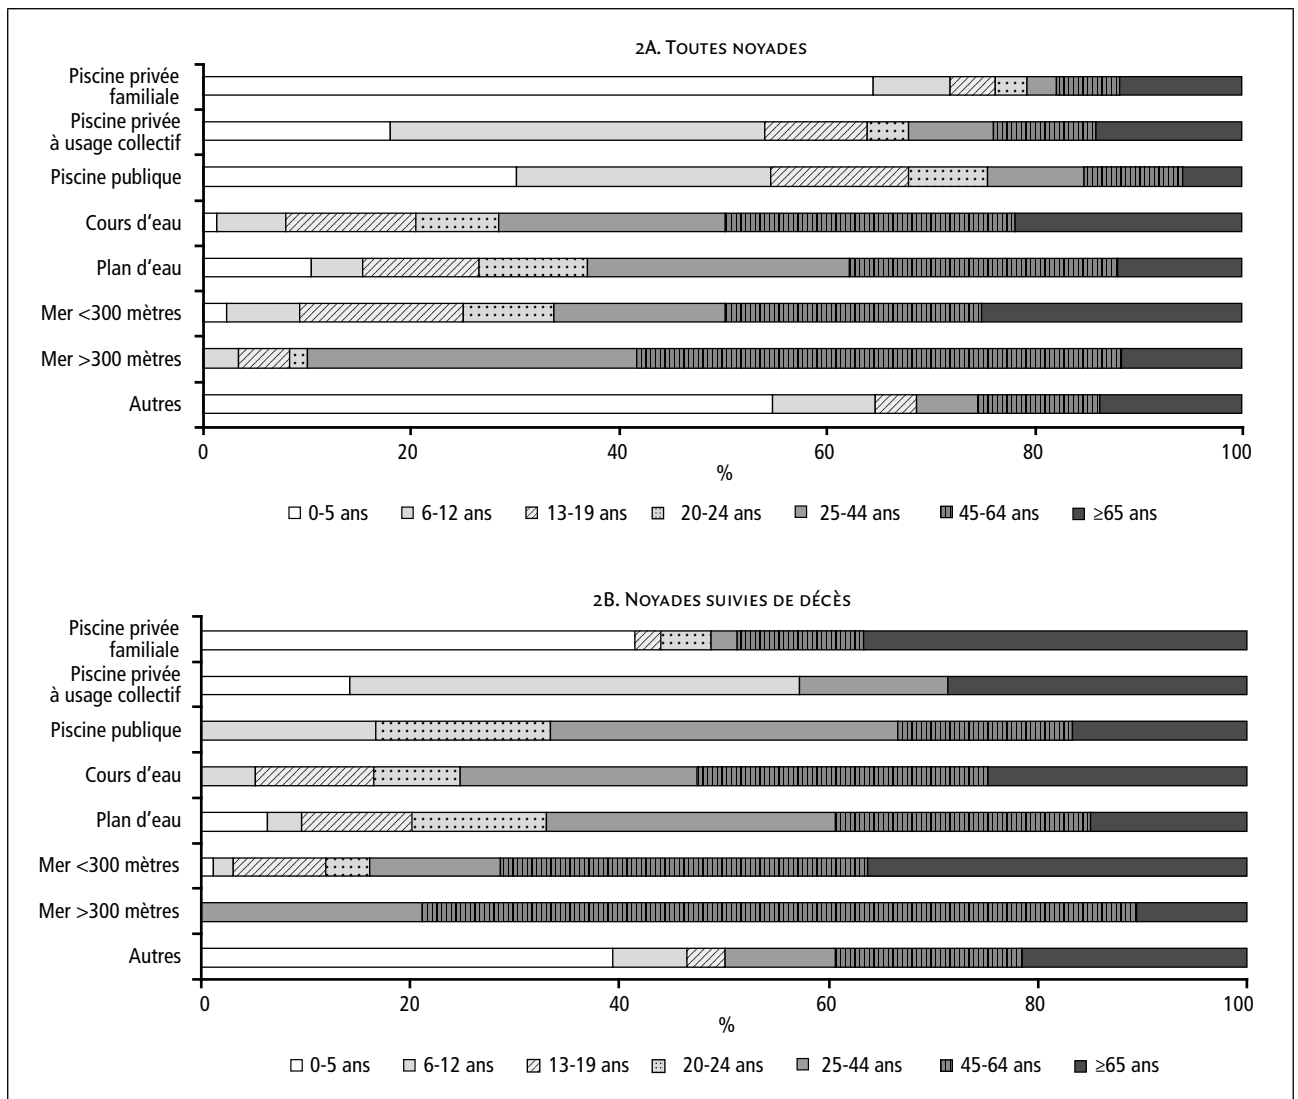 2A. Toutes noyades
Piscine privée
familiale
Piscine privée
à usage collectif
Piscine publique
Cours d'eau
Plan d'eau
Mer <300 mètres
Mer >300 mètres
Autres
0 20 40 60 80 100
%
0-5 ans 6-12 ans 13-19 ans 20-24 ans 25-44 ans 45-64 ans ≥65 ans
2B. Noyades suivies de décès
Piscine privée
familiale
Piscine privée
à usage collectif
Piscine publique
Cours d'eau
Plan d'eau
Mer <300 mètres
Mer >300 mètres
Autres
0 20 40 60 80 100
%
0-5 ans 6-12 ans 13-19 ans 20-24 ans 25-44 ans 45-64 ans ≥65 ans